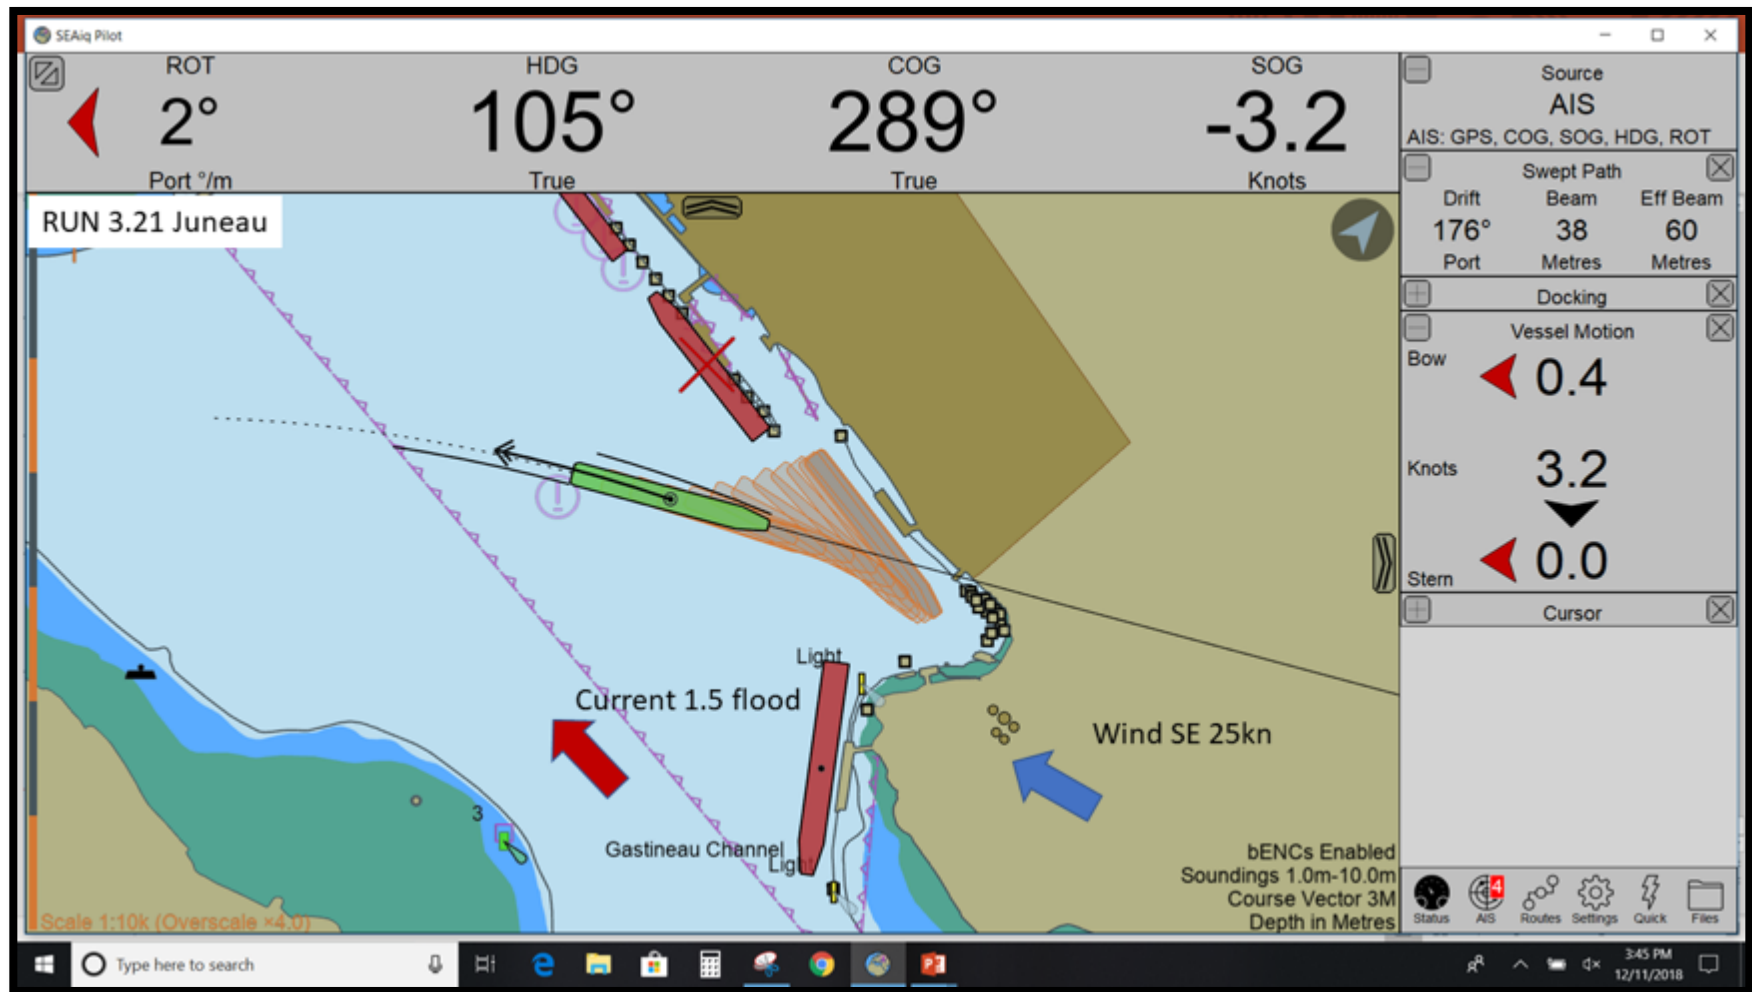 SEAiq Pilot
ROT HDG COG SOG
2° 105° 289° -3.2
Port °/m True True Knots
Source
AIS
AIS: GPS, COG, SOG, HDG, ROT
Swept Path
Drift Beam Eff Beam
176° 38 60
Port Metres Metres
Docking
Vessel Motion
Bow 0.4
Knots 3.2
Stern 0.0
Cursor
RUN 3.21 Juneau
Light
Current 1.5 flood
Wind SE 25kn
3
Gastineau Channel
Light
bENCs Enabled
Soundings 1.0m-10.0m
Course Vector 3M
Depth in Metres
Scale 1:10k (Overscale ×4.0)
4
Status AIS Routes Settings Quick Files
Type here to search
3:45 PM
12/11/2018